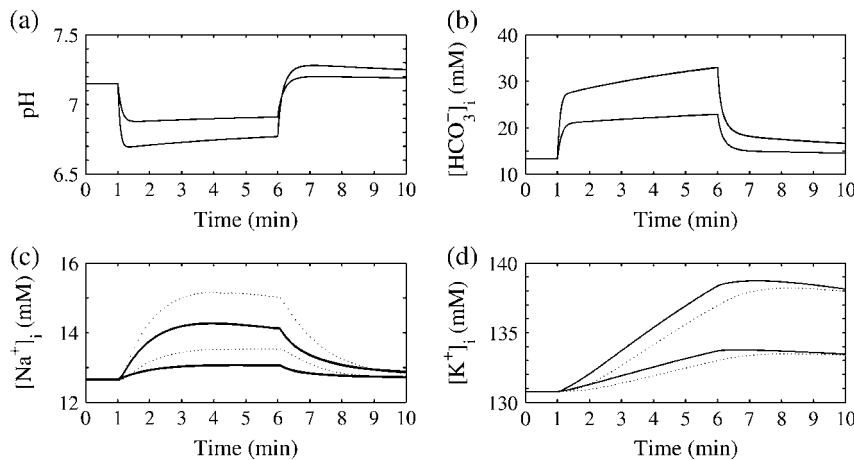 (a)
7.5
7
6.5
pH
0 1 2 3 4 5 6 7 8 9 10
Time (min)
(b)
40
30
20
10
[HCO₃⁻]ᵢ (mM)
0 1 2 3 4 5 6 7 8 9 10
Time (min)
(c)
16
14
12
[Na⁺]ᵢ (mM)
0 1 2 3 4 5 6 7 8 9 10
Time (min)
(d)
140
135
130
[K⁺]ᵢ (mM)
0 1 2 3 4 5 6 7 8 9 10
Time (min)